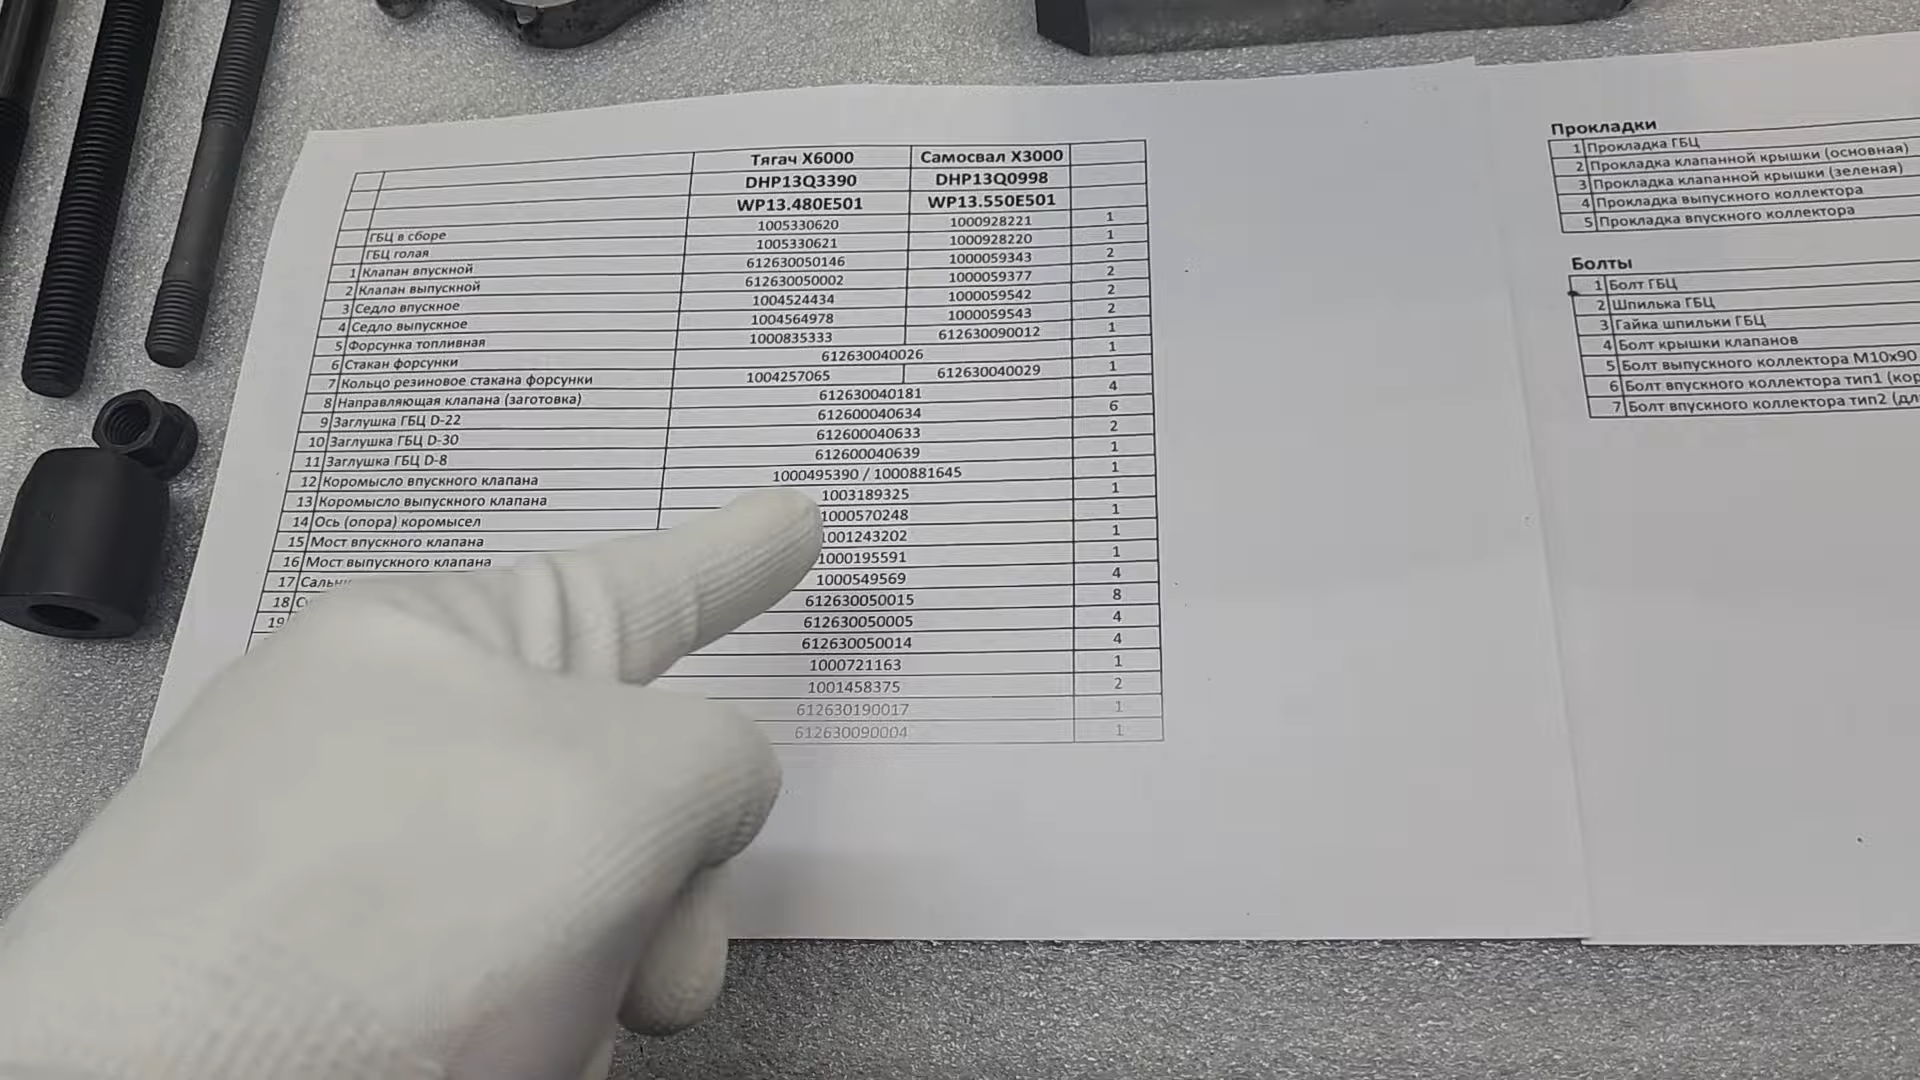 Тягач X6000 Самосвал X3000
DHP13Q3390 DHP13Q0998
WP13.480E501 WP13.550E501
ГБЦ в сборе 1005330620 1000928221 1
ГБЦ голая 1005330621 1000928220 1
1 Клапан впускной 612630050146 1000059343 2
2 Клапан выпускной 612630050002 1000059377 2
3 Седло впускное 1004524434 1000059542 2
4 Седло выпускное 1004564978 1000059543 2
5 Форсунка топливная 1000835333 612630090012 1
6 Стакан форсунки 612630040026 1
7 Кольцо резиновое стакана форсунки 1004257065 612630040029 1
8 Направляющая клапана (заготовка) 612630040181 4
9 Заглушка ГБЦ D-22 612600040634 6
10 Заглушка ГБЦ D-30 612600040633 2
11 Заглушка ГБЦ D-8 612600040639 1
12 Коромысло впускного клапана 1000495390 / 1000881645 1
13 Коромысло выпускного клапана 1003189325 1
14 Ось (опора) коромысел 1000570248 1
15 Мост впускного клапана 1001243202 1
16 Мост выпускного клапана 1000195591 1
17 1000549569 4
18 612630050015 8
19 612630050005 4
612630050014 4
1000721163 1
1001458375 2
612630190017 1
612630090004 1
Прокладки
1 Прокладка ГБЦ
2 Прокладка клапанной крышки (основная)
3 Прокладка клапанной крышки (зеленая)
4 Прокладка выпускного коллектора
5 Прокладка впускного коллектора
Болты
1 Болт ГБЦ
2 Шпилька ГБЦ
3 Гайка шпильки ГБЦ
4 Болт крышки клапанов
5 Болт выпускного коллектора М10х90
6 Болт впускного коллектора тип1 (кор
7 Болт впускного коллектора тип2 (дл